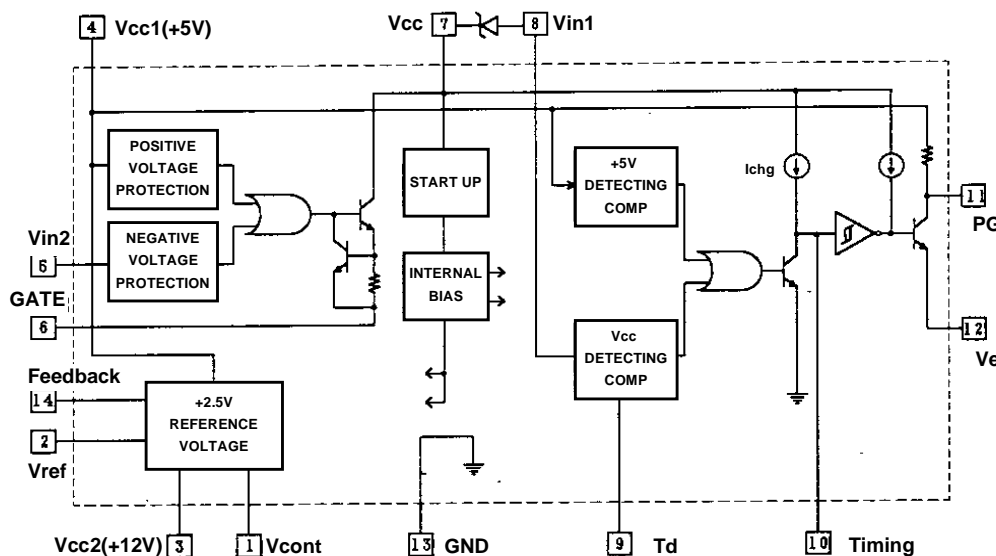 4 Vcc1(+5V)
Vcc 7
8 Vin1
POSITIVE
VOLTAGE
PROTECTION
START UP
+5V
DETECTING
COMP
Ichg
11
PG
Vin2
6
NEGATIVE
VOLTAGE
PROTECTION
INTERNAL
BIAS
GATE
6
Vcc
DETECTING
COMP
12
Ve
Feedback
14
+2.5V
REFERENCE
VOLTAGE
2
Vref
Vcc2(+12V) 3
1 Vcont
13 GND
9 Td
10 Timing